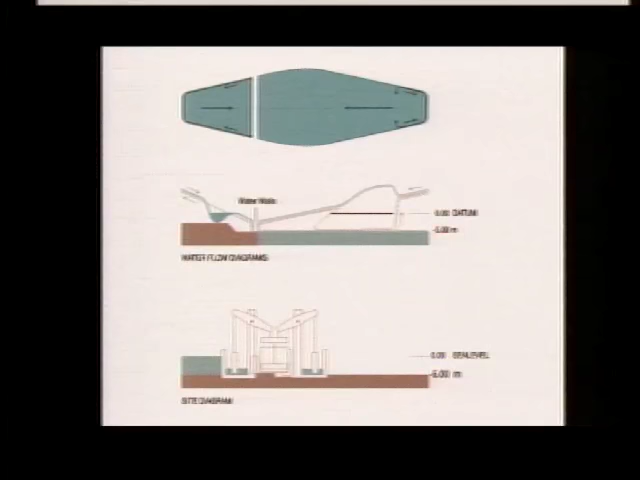 Water Walls
0.00 DATUM
-5.00 m
WATER FLOW DIAGRAMS
0.00 SEALEVEL
-5.00 m
SITE DIAGRAM